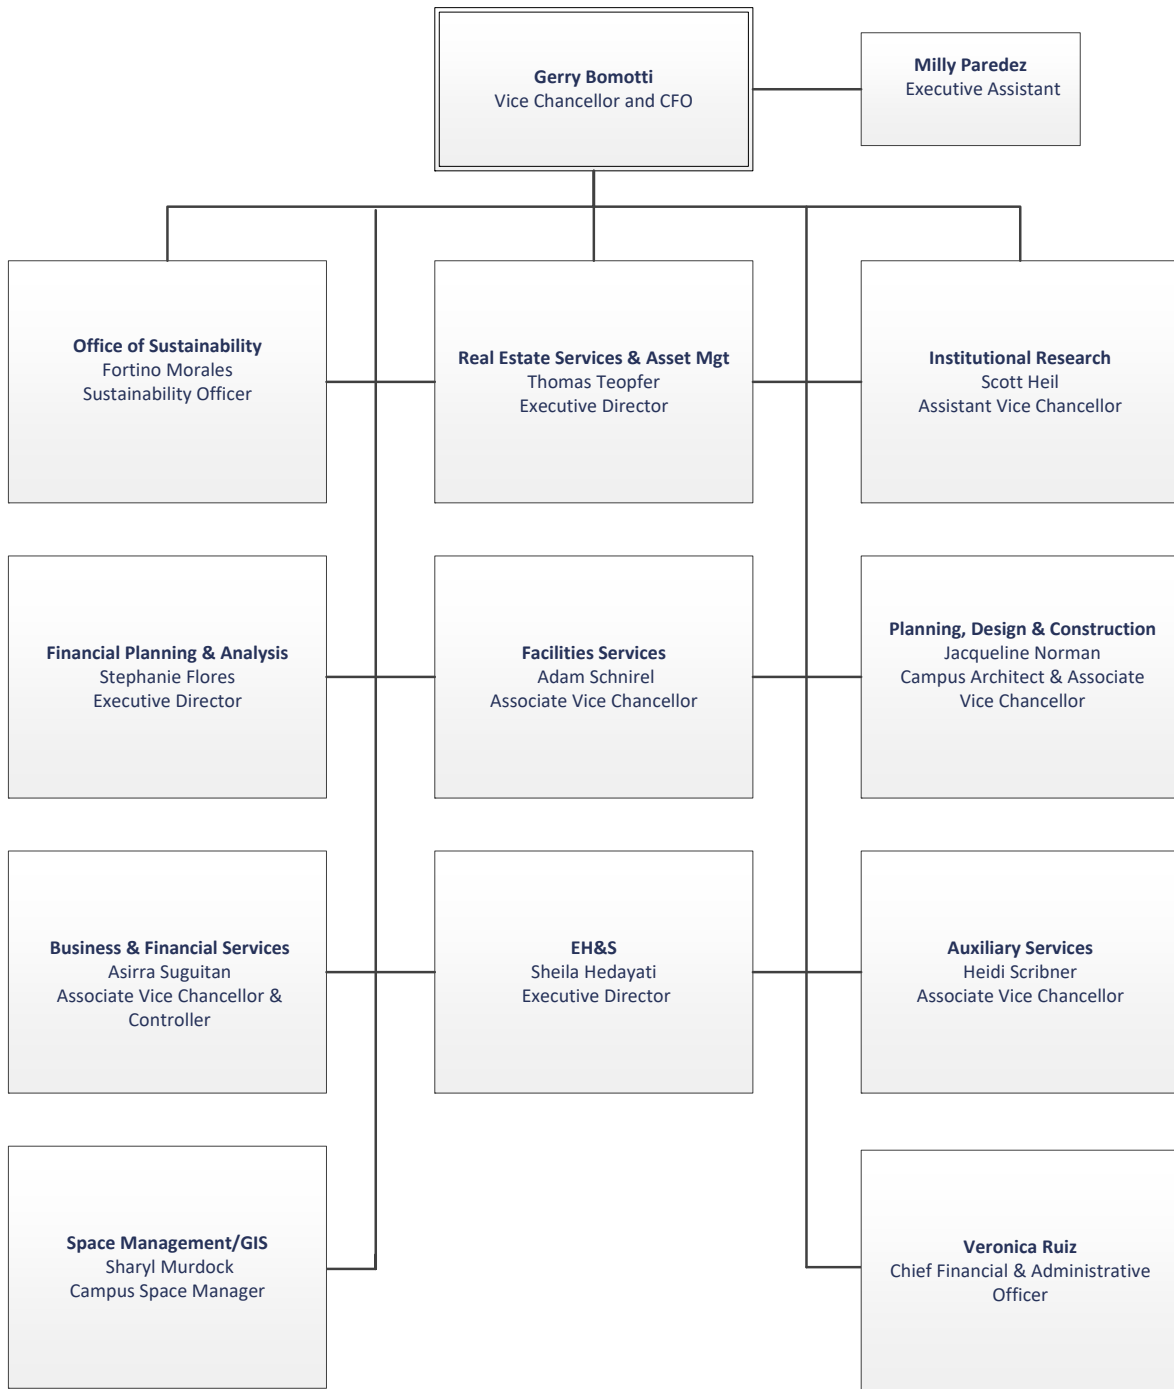 Gerry Bomotti
Vice Chancellor and CFO
Milly Paredez
Executive Assistant
Office of Sustainability
Fortino Morales
Sustainability Officer
Real Estate Services & Asset Mgt
Thomas Teopfer
Executive Director
Institutional Research
Scott Heil
Assistant Vice Chancellor
Financial Planning & Analysis
Stephanie Flores
Executive Director
Facilities Services
Adam Schnirel
Associate Vice Chancellor
Planning, Design & Construction
Jacqueline Norman
Campus Architect & Associate
Vice Chancellor
Business & Financial Services
Asirra Suguitan
Associate Vice Chancellor &
Controller
EH&S
Sheila Hedayati
Executive Director
Auxiliary Services
Heidi Scribner
Associate Vice Chancellor
Space Management/GIS
Sharyl Murdock
Campus Space Manager
Veronica Ruiz
Chief Financial & Administrative
Officer